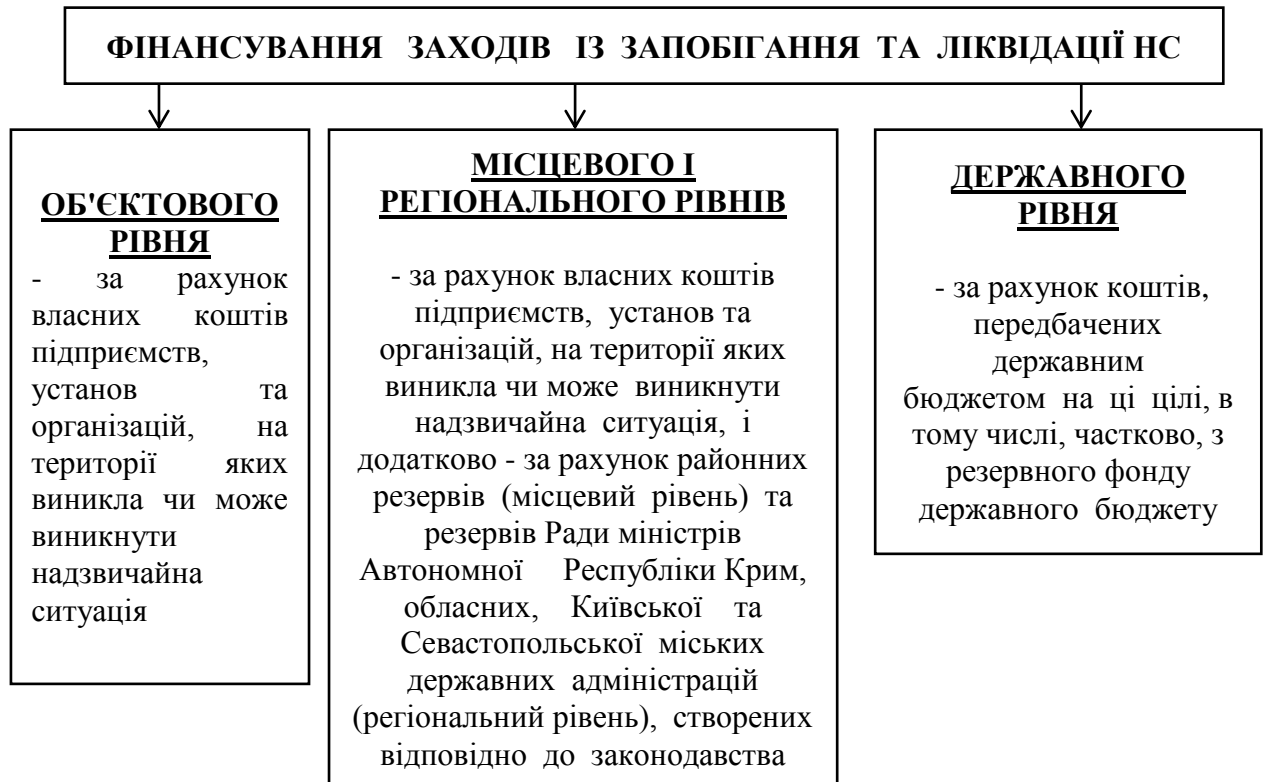 ФІНАНСУВАННЯ ЗАХОДІВ ІЗ ЗАПОБІГАННЯ ТА ЛІКВІДАЦІЇ НС
ОБ'ЄКТОВОГО
РІВНЯ
- за рахунок
власних коштів
підприємств,
установ та
організацій, на
території яких
виникла чи може
виникнути
надзвичайна
ситуація
МІСЦЕВОГО І
РЕГІОНАЛЬНОГО РІВНІВ
- за рахунок власних коштів
підприємств, установ та
організацій, на території яких
виникла чи може виникнути
надзвичайна ситуація, і
додатково - за рахунок районних
резервів (місцевий рівень) та
резервів Ради міністрів
Автономної Республіки Крим,
обласних, Київської та
Севастопольської міських
державних адміністрацій
(регіональний рівень), створених
відповідно до законодавства
ДЕРЖАВНОГО
РІВНЯ
- за рахунок коштів,
передбачених
державним
бюджетом на ці цілі, в
тому числі, частково, з
резервного фонду
державного бюджету